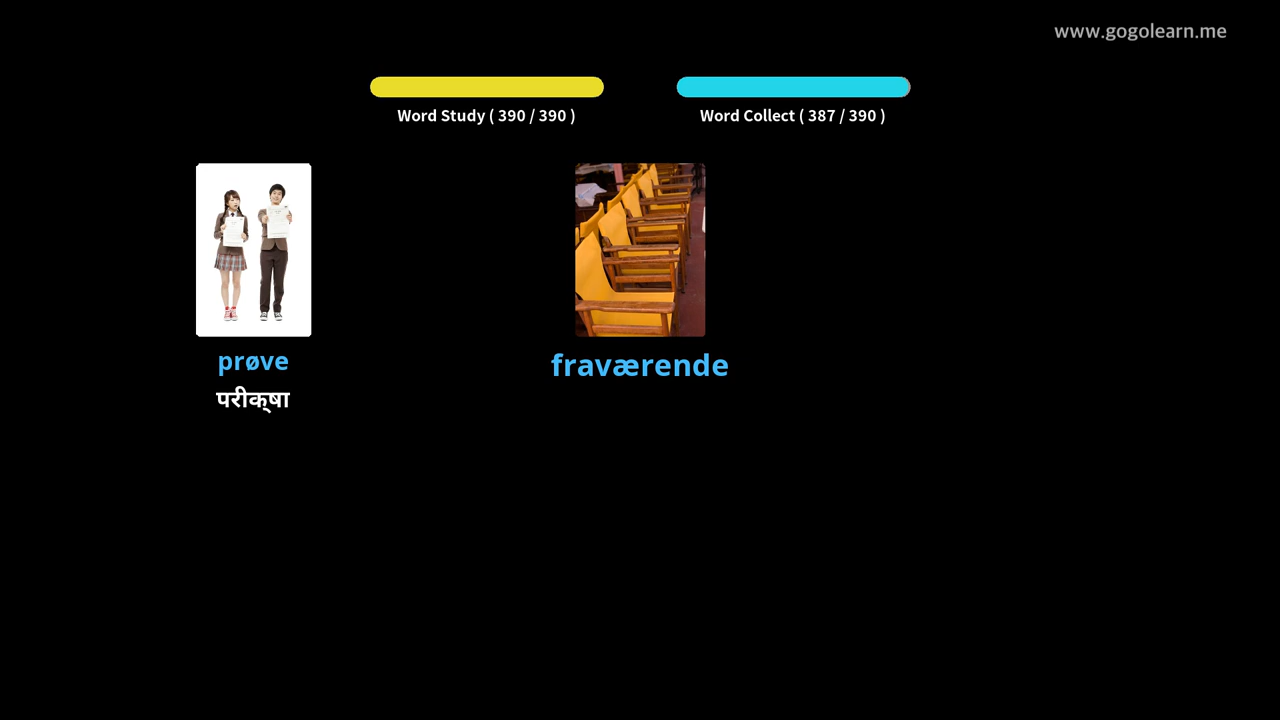 www.gogolearn.me
Word Study ( 390 / 390 )
Word Collect ( 387 / 390 )
prøve
fraværende
परीक्षा